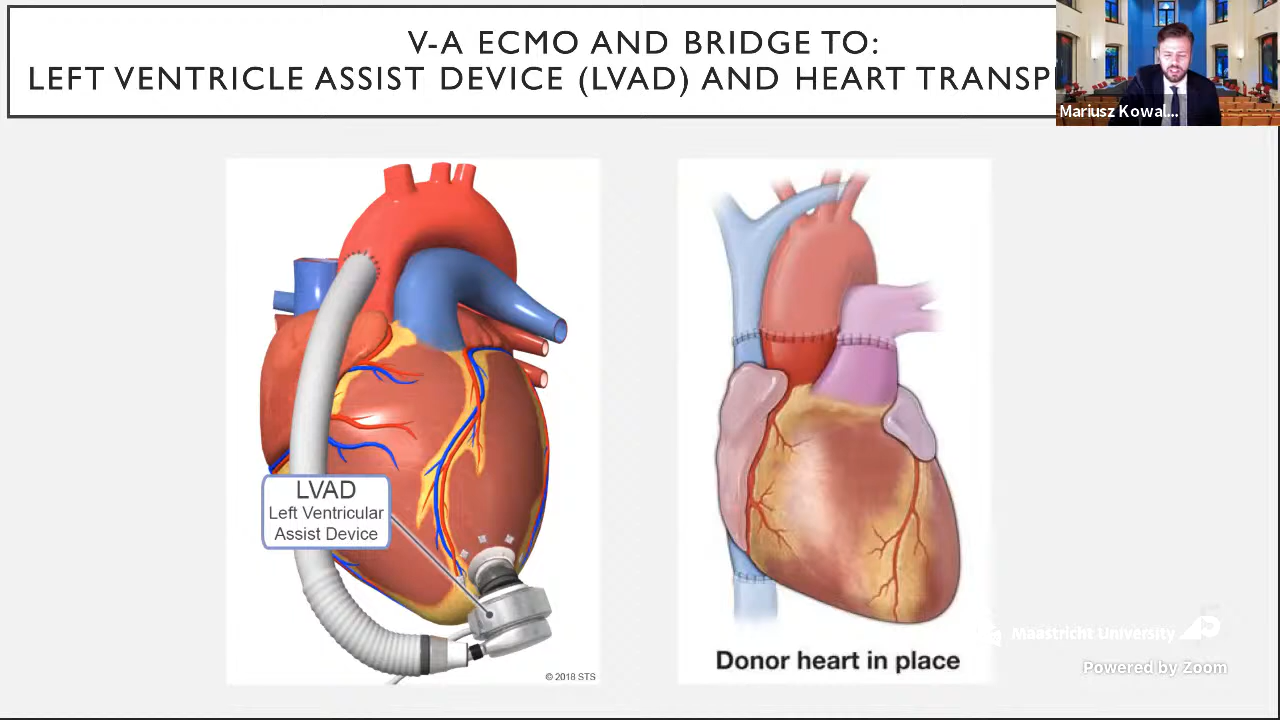 V-A ECMO AND BRIDGE TO:
LEFT VENTRICLE ASSIST DEVICE (LVAD) AND HEART TRANSP
Mariusz Kowal...
LVAD
Left Ventricular
Assist Device
© 2018 STS
Donor heart in place
Maastricht University
Powered by Zoom